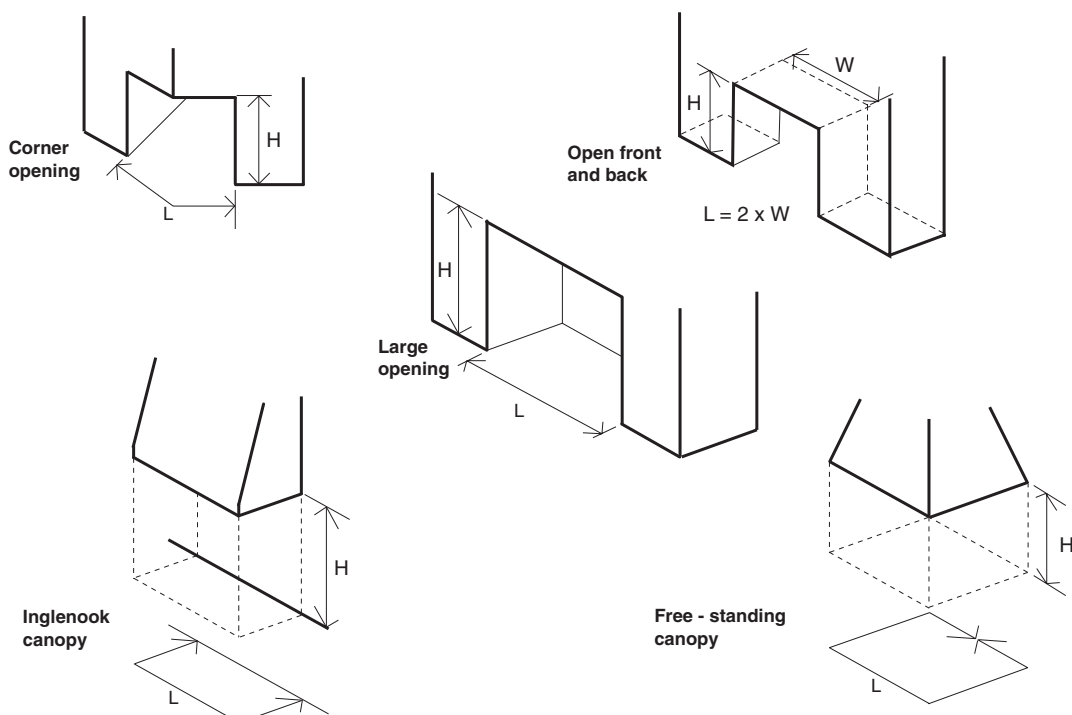 Corner
opening
H
L
W
H
Open front
and back
L = 2 x W
H
Large
opening
L
H
Inglenook
canopy
L
H
Free - standing
canopy
L